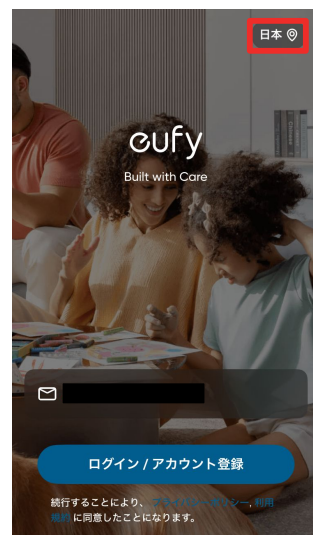 日本
eufy
Built with Care
ログイン / アカウント登録
続行することにより、 プライバシーポリシー, 利用
規約 に同意したことになります。